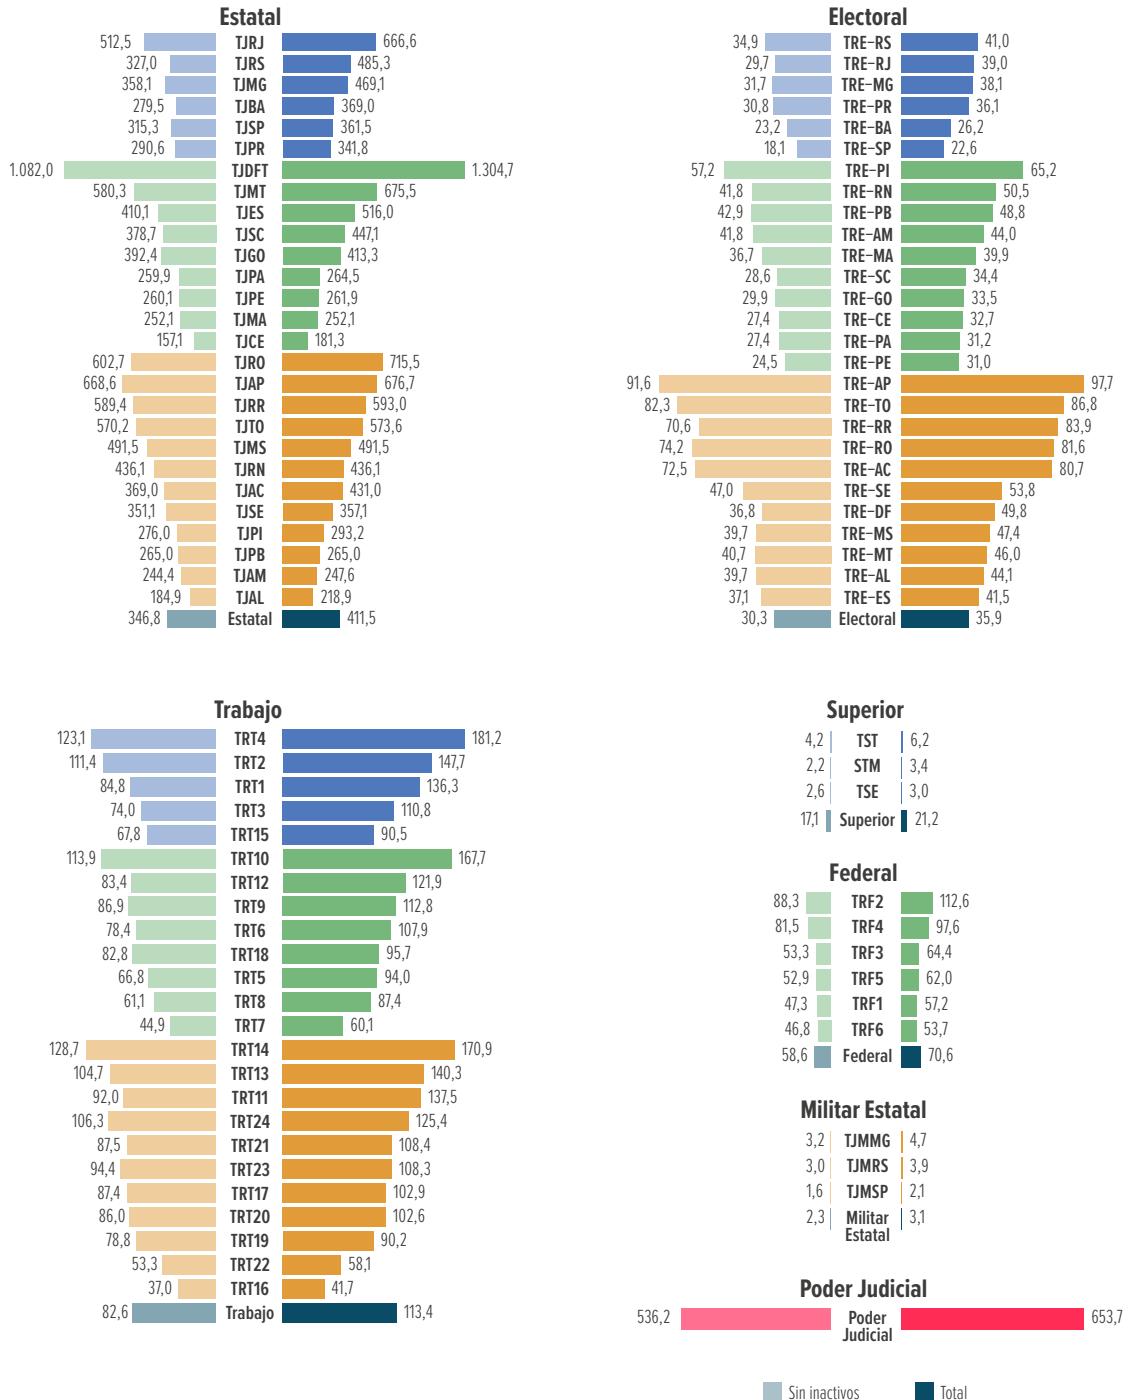 Estatal
512,5 TJRJ 666,6
327,0 TJRS 485,3
358,1 TJMG 469,1
279,5 TJBA 369,0
315,3 TJSP 361,5
290,6 TJPR 341,8
1.082,0 TJDFT 1.304,7
580,3 TJMT 675,5
410,1 TJES 516,0
378,7 TJSC 447,1
392,4 TJGO 413,3
259,9 TJPA 264,5
260,1 TJPE 261,9
252,1 TJMA 252,1
157,1 TJCE 181,3
602,7 TJRO 715,5
668,6 TJAP 676,7
589,4 TJRR 593,0
570,2 TJTO 573,6
491,5 TJMS 491,5
436,1 TJRN 436,1
369,0 TJAC 431,0
351,1 TJSE 357,1
276,0 TJPI 293,2
265,0 TJPB 265,0
244,4 TJAM 247,6
184,9 TJAL 218,9
346,8 Estatal 411,5
Electoral
34,9 TRE-RS 41,0
29,7 TRE-RJ 39,0
31,7 TRE-MG 38,1
30,8 TRE-PR 36,1
23,2 TRE-BA 26,2
18,1 TRE-SP 22,6
57,2 TRE-PI 65,2
41,8 TRE-RN 50,5
42,9 TRE-PB 48,8
41,8 TRE-AM 44,0
36,7 TRE-MA 39,9
28,6 TRE-SC 34,4
29,9 TRE-GO 33,5
27,4 TRE-CE 32,7
27,4 TRE-PA 31,2
24,5 TRE-PE 31,0
91,6 TRE-AP 97,7
82,3 TRE-TO 86,8
70,6 TRE-RR 83,9
74,2 TRE-RO 81,6
72,5 TRE-AC 80,7
47,0 TRE-SE 53,8
36,8 TRE-DF 49,8
39,7 TRE-MS 47,4
40,7 TRE-MT 46,0
39,7 TRE-AL 44,1
37,1 TRE-ES 41,5
30,3 Electoral 35,9
Trabajo
123,1 TRT4 181,2
111,4 TRT2 147,7
84,8 TRT1 136,3
74,0 TRT3 110,8
67,8 TRT15 90,5
113,9 TRT10 167,7
83,4 TRT12 121,9
86,9 TRT9 112,8
78,4 TRT6 107,9
82,8 TRT18 95,7
66,8 TRT5 94,0
61,1 TRT8 87,4
44,9 TRT7 60,1
128,7 TRT14 170,9
104,7 TRT13 140,3
92,0 TRT11 137,5
106,3 TRT24 125,4
87,5 TRT21 108,4
94,4 TRT23 108,3
87,4 TRT17 102,9
86,0 TRT20 102,6
78,8 TRT19 90,2
53,3 TRT22 58,1
37,0 TRT16 41,7
82,6 Trabajo 113,4
Superior
4,2 TST 6,2
2,2 STM 3,4
2,6 TSE 3,0
17,1 Superior 21,2
Federal
88,3 TRF2 112,6
81,5 TRF4 97,6
53,3 TRF3 64,4
52,9 TRF5 62,0
47,3 TRF1 57,2
46,8 TRF6 53,7
58,6 Federal 70,6
Militar Estatal
3,2 TJMMG 4,7
3,0 TJMRS 3,9
1,6 TJMSP 2,1
2,3 Militar 3,1
Estatal
Poder Judicial
536,2 Poder 653,7
Judicial
Sin inactivos Total